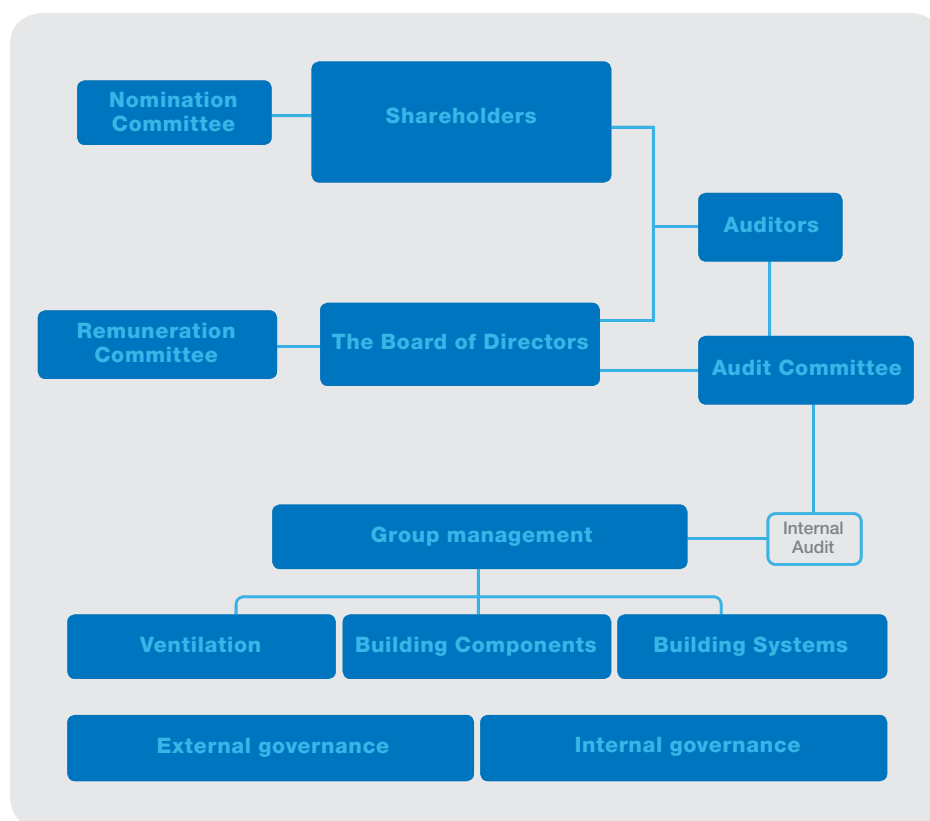 Nomination
Committee
Shareholders
Auditors
Remuneration
Committee
The Board of Directors
Audit Committee
Group management
Internal
Audit
Ventilation
Building Components
Building Systems
External governance
Internal governance